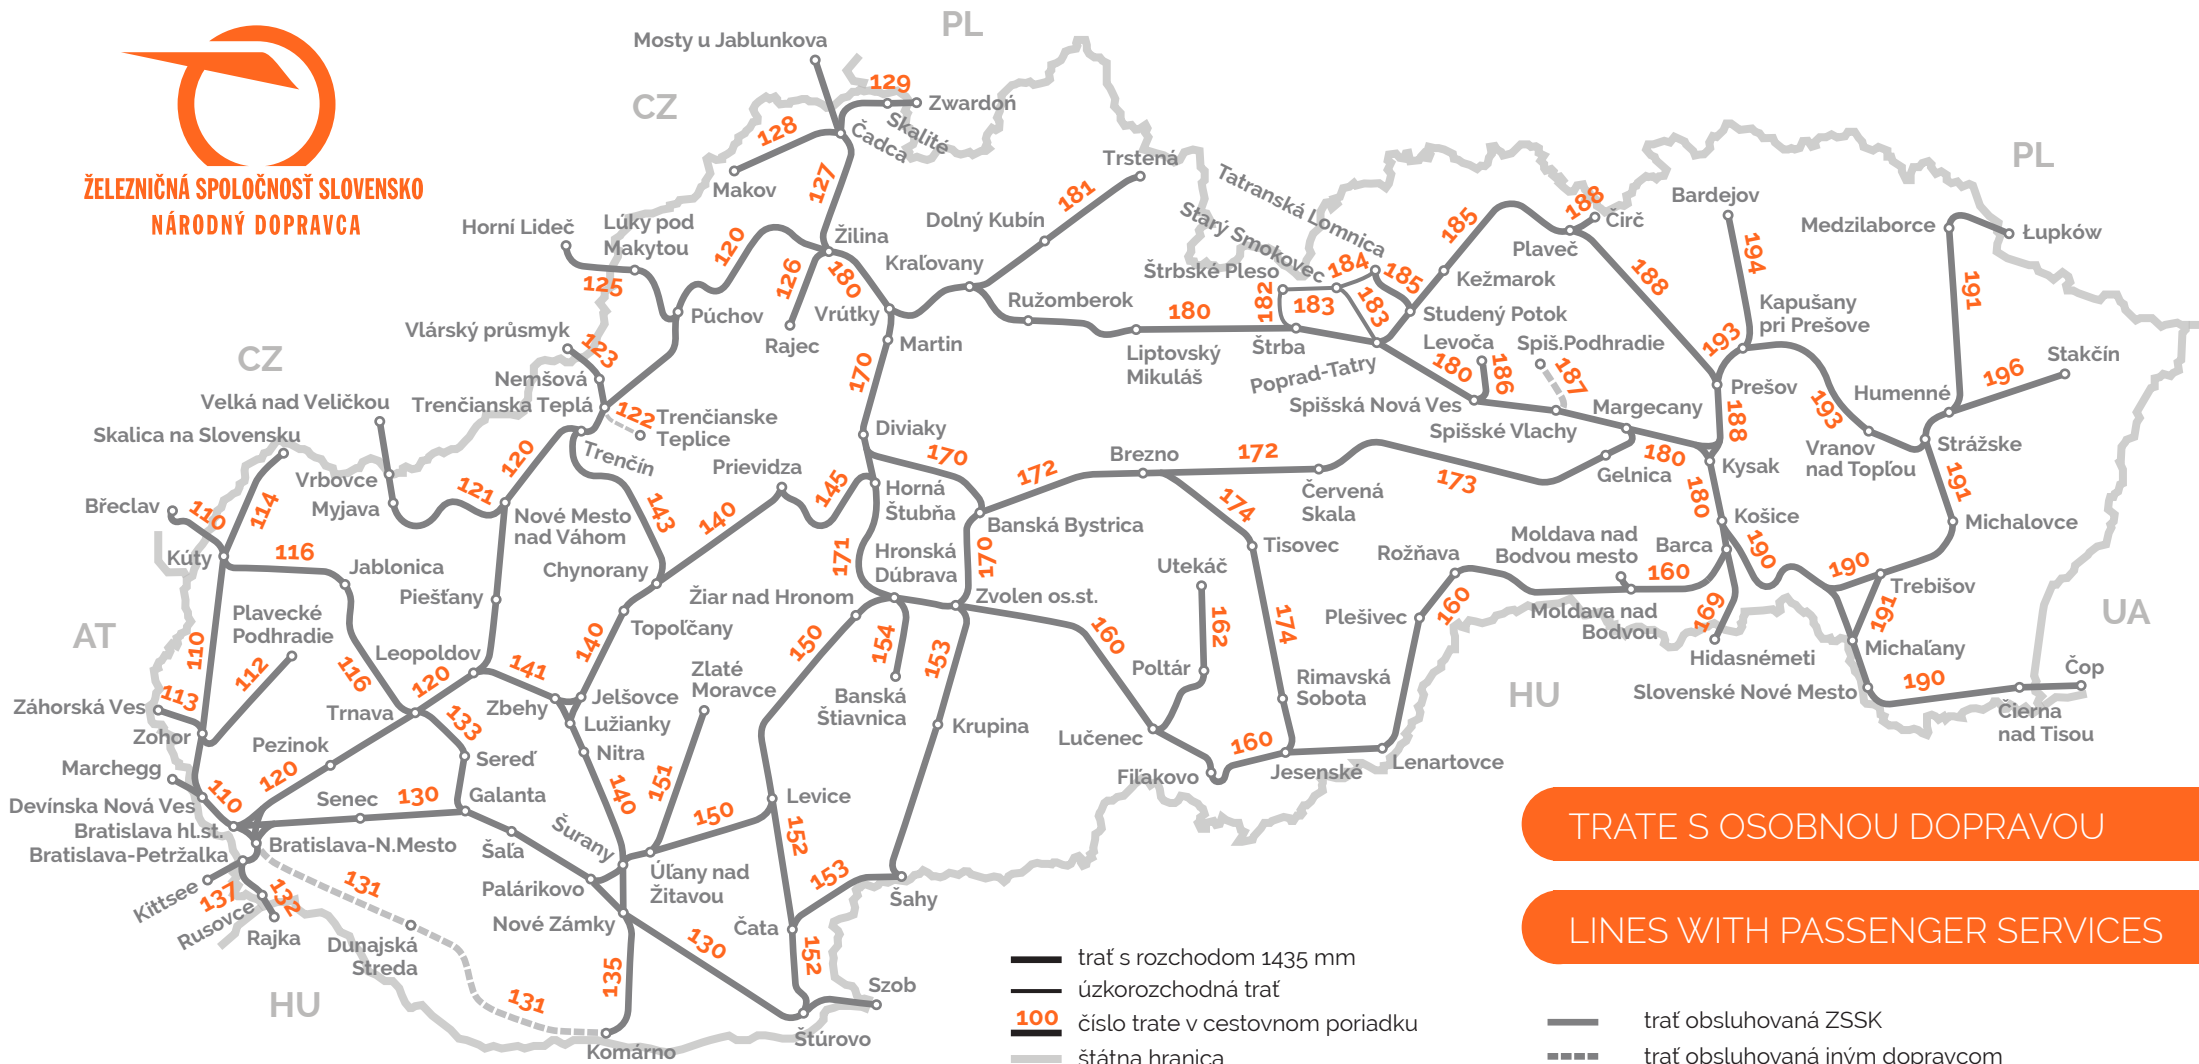 ŽELEZNIČNÁ SPOLOČNOSŤ SLOVENSKO
NÁRODNÝ DOPRAVCA
PL
CZ
PL
CZ
AT
HU
HU
UA
Mosty u Jablunkova
129
Zwardoń
Skalité
128
Čadca
Makov
127
Trstená
181
Dolný Kubín
Horní Lideč
Lúky pod
Makytou
120
Žilina
Kraľovany
125
126
180
Vrútky
Púchov
Rajec
Martin
Ružomberok
180
Liptovský
Mikuláš
Tatranská Lomnica
Starý Smokovec
Štrbské Pleso
184
185
182
183
183
Štrba
Poprad-Tatry
185
Kežmarok
Studený Potok
188
Čirč
Plaveč
188
Bardejov
194
Kapušany
pri Prešove
193
Prešov
Medzilaborce
Łupków
191
Stakčín
196
Humenné
193
Vranov
nad Topľou
Strážske
191
Michalovce
Levoča
Spiš.Podhradie
180
186
187
Spišská Nová Ves
Spišské Vlachy
Margecany
188
180
Kysak
Gelnica
180
Košice
Barca
190
190
Trebišov
191
Michaľany
169
Hidasnémeti
Slovenské Nové Mesto
190
Čop
Čierna
nad Tisou
Vlárský průsmyk
123
Nemšová
Trenčianska Teplá
122
Trenčianske
Teplice
Trenčín
Velká nad Veličkou
Skalica na Slovensku
Vrbovce
Myjava
121
120
Nové Mesto
nad Váhom
143
Prievidza
140
145
170
Diviaky
170
Horná
Štubňa
171
Hronská
Dúbrava
170
Banská Bystrica
172
Brezno
172
Červená
Skala
173
174
Tisovec
174
Rimavská
Sobota
Břeclav
110
114
Kúty
116
Jablonica
Piešťany
Chynorany
Topoľčany
140
Žiar nad Hronom
Zvolen os.st.
150
154
Banská
Štiavnica
153
Krupina
160
Utekáč
162
Poltár
Lučenec
Fiľakovo
160
Jesenské
Lenartovce
Plešivec
160
Rožňava
Moldava nad
Bodvou mesto
160
Moldava nad
Bodvou
Plavecké
Podhradie
110
112
116
Leopoldov
120
141
Trnava
Zbehy
Jelšovce
Lužianky
Nitra
140
Zlaté
Moravce
151
150
Levice
152
153
Šahy
113
Záhorská Ves
Zohor
Marchegg
Devínska Nová Ves
110
Bratislava hl.st.
Bratislava-Petržalka
Bratislava-N.Mesto
Pezinok
120
133
Sereď
Senec
130
Galanta
Šaľa
Šurany
Palárikovo
Úľany nad
Žitavou
Nové Zámky
130
Čata
152
Szob
Štúrovo
135
Komárno
131
131
Dunajská
Streda
Kittsee
137
132
Rusovce
Rajka
TRATE S OSOBNOU DOPRAVOU
LINES WITH PASSENGER SERVICES
trať s rozchodom 1435 mm
úzkorozchodná trať
100 číslo trate v cestovnom poriadku
štátna hranica
trať obsluhovaná ZSSK
trať obsluhovaná iným dopravcom